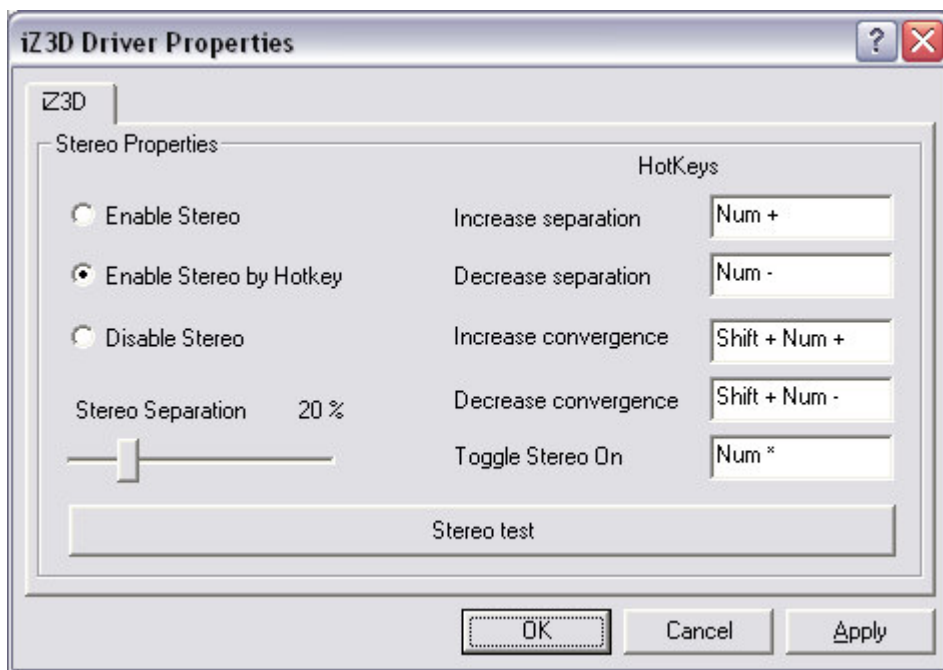 iZ3D Driver Properties
iZ3D
Stereo Properties
HotKeys
Enable Stereo
Increase separation
Num +
Enable Stereo by Hotkey
Decrease separation
Num -
Disable Stereo
Increase convergence
Shift + Num +
Stereo Separation 20 %
Decrease convergence
Shift + Num -
Toggle Stereo On
Num *
Stereo test
OK
Cancel
Apply